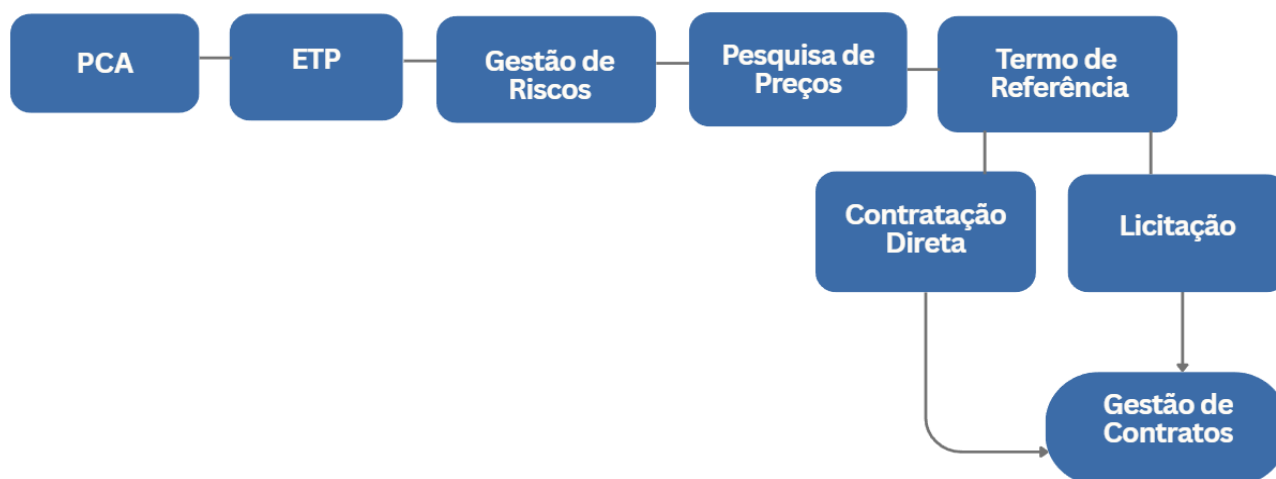 PCA
ETP
Gestão de
Riscos
Pesquisa de
Preços
Termo de
Referência
Contratação
Direta
Licitação
Gestão de
Contratos